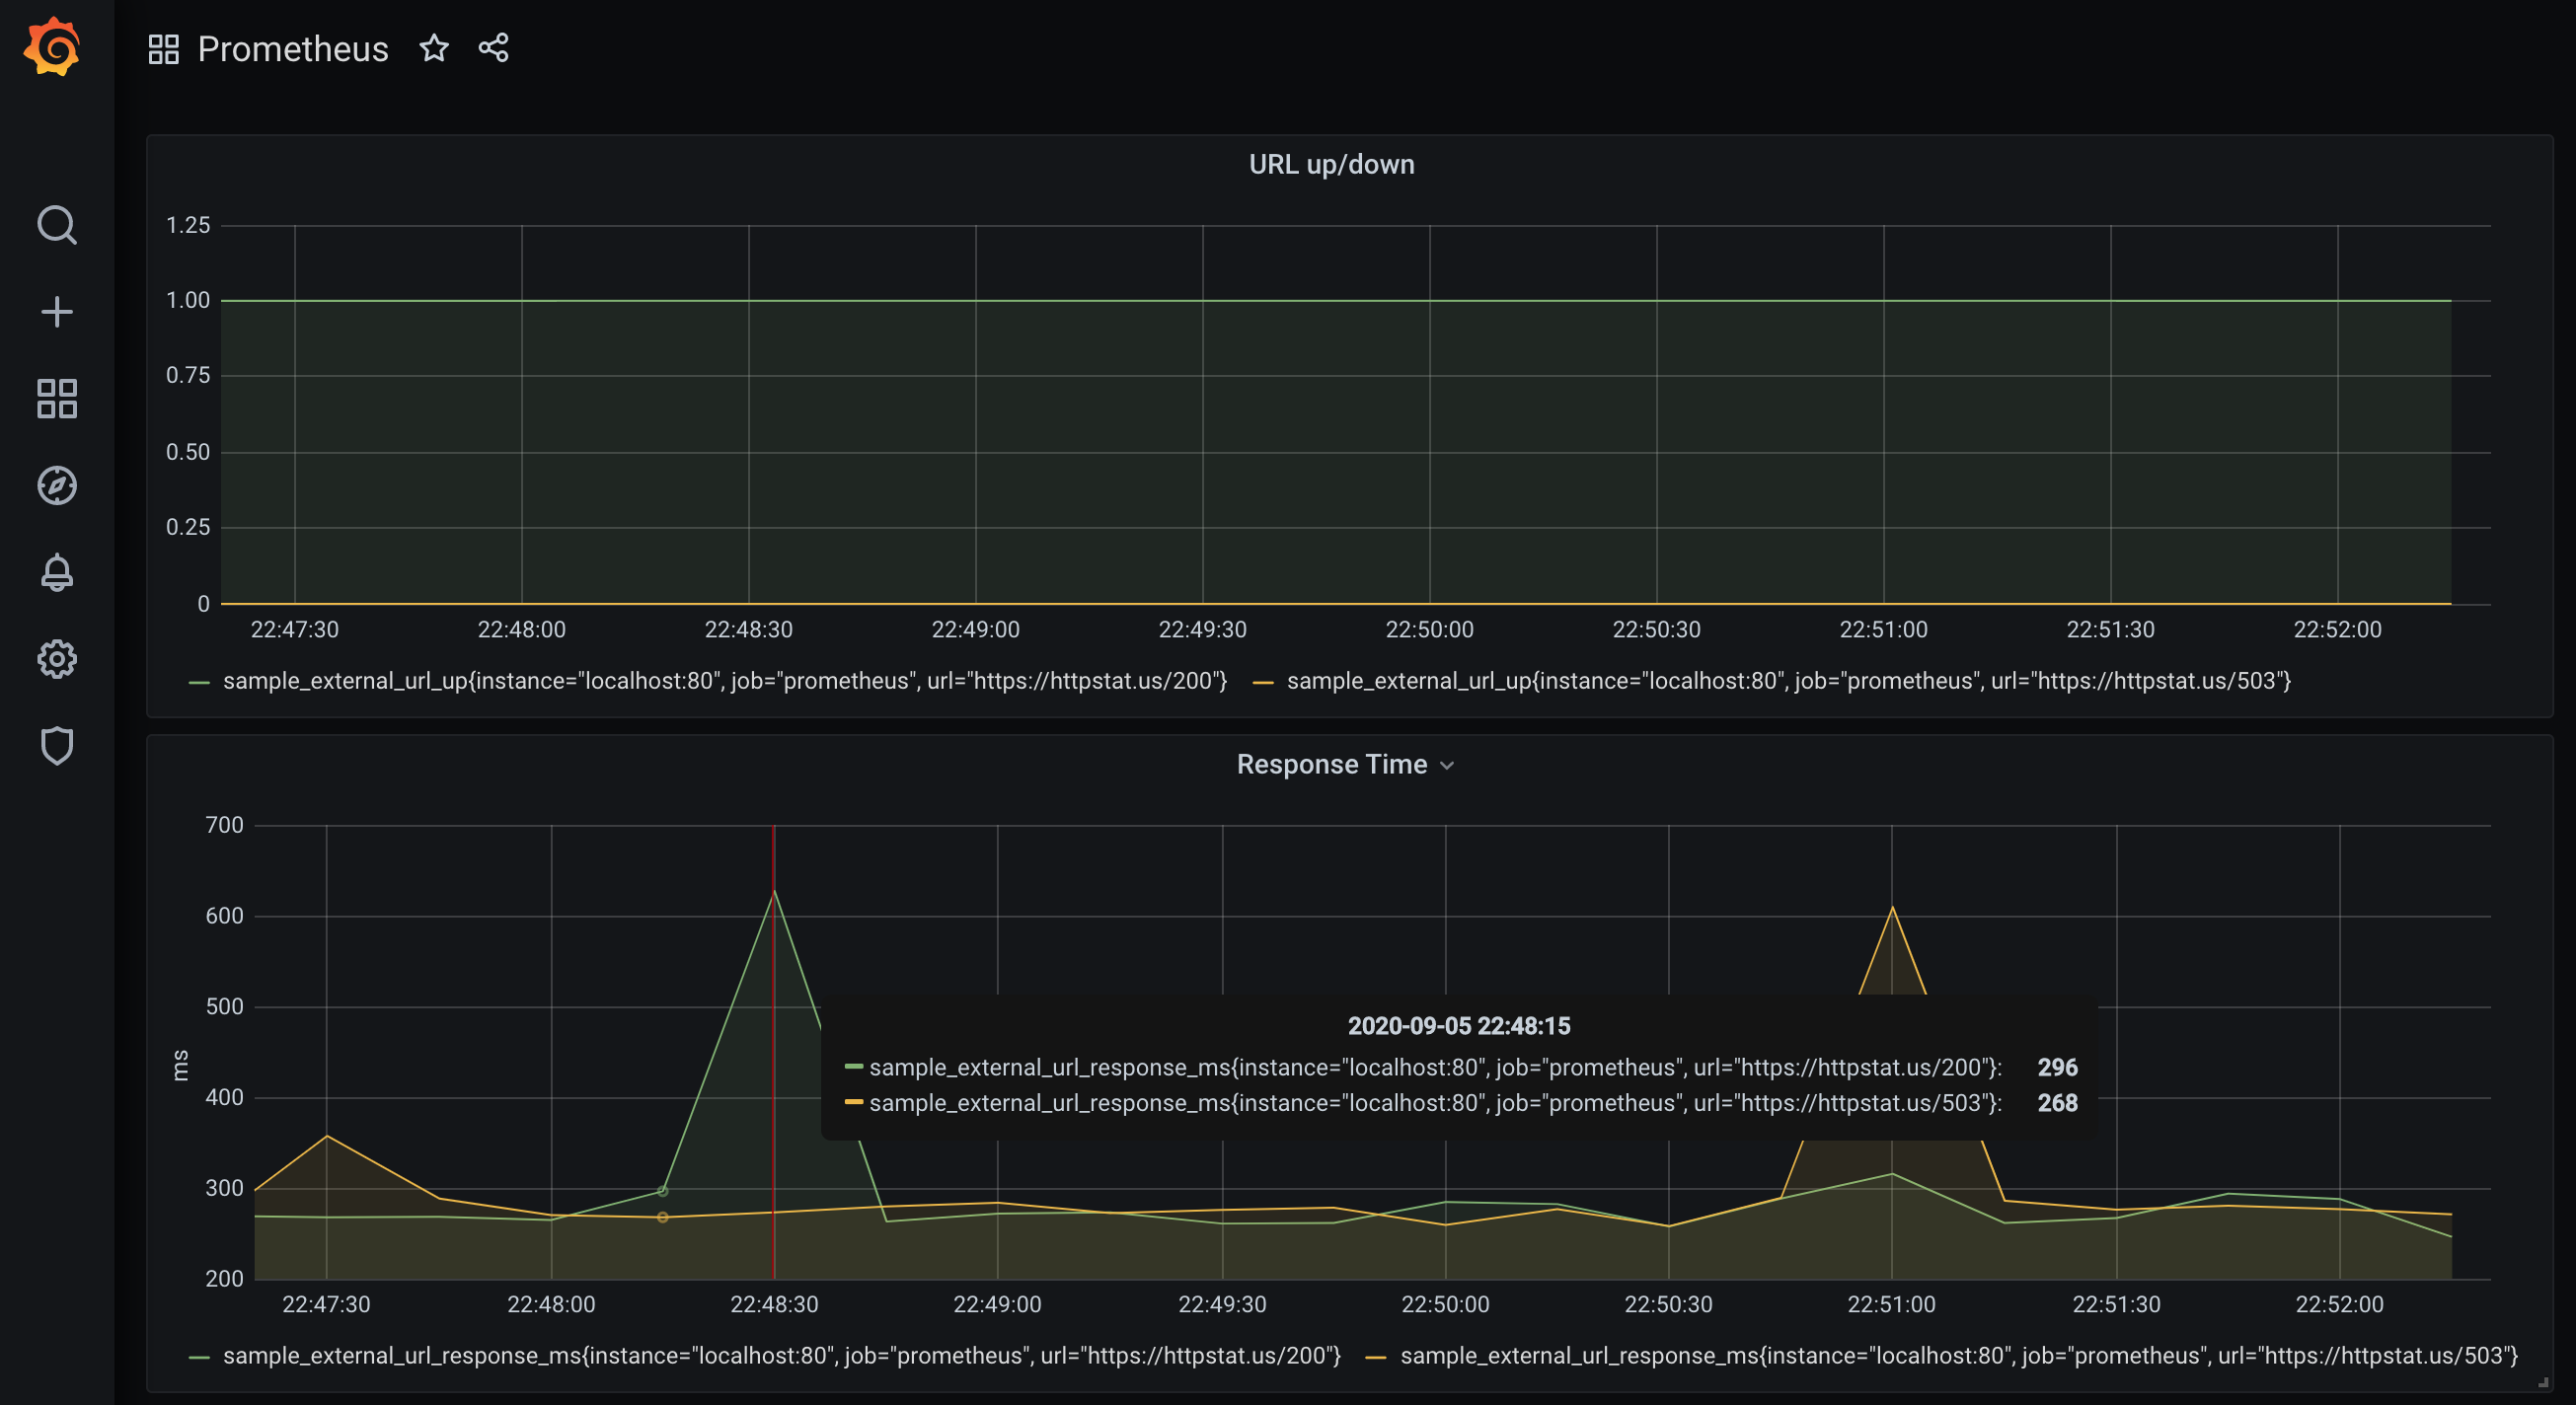 Prometheus
URL up/down
1.25
1.00
0.75
0.50
0.25
0
22:47:30 22:48:00 22:48:30 22:49:00 22:49:30 22:50:00 22:50:30 22:51:00 22:51:30 22:52:00
sample_external_url_up{instance="localhost:80", job="prometheus", url="https://httpstat.us/200"} sample_external_url_up{instance="localhost:80", job="prometheus", url="https://httpstat.us/503"}
Response Time
700
600
500
400
300
200
ms
2020-09-05 22:48:15
sample_external_url_response_ms{instance="localhost:80", job="prometheus", url="https://httpstat.us/200"}: 296
sample_external_url_response_ms{instance="localhost:80", job="prometheus", url="https://httpstat.us/503"}: 268
22:47:30 22:48:00 22:48:30 22:49:00 22:49:30 22:50:00 22:50:30 22:51:00 22:51:30 22:52:00
sample_external_url_response_ms{instance="localhost:80", job="prometheus", url="https://httpstat.us/200"} sample_external_url_response_ms{instance="localhost:80", job="prometheus", url="https://httpstat.us/503"}